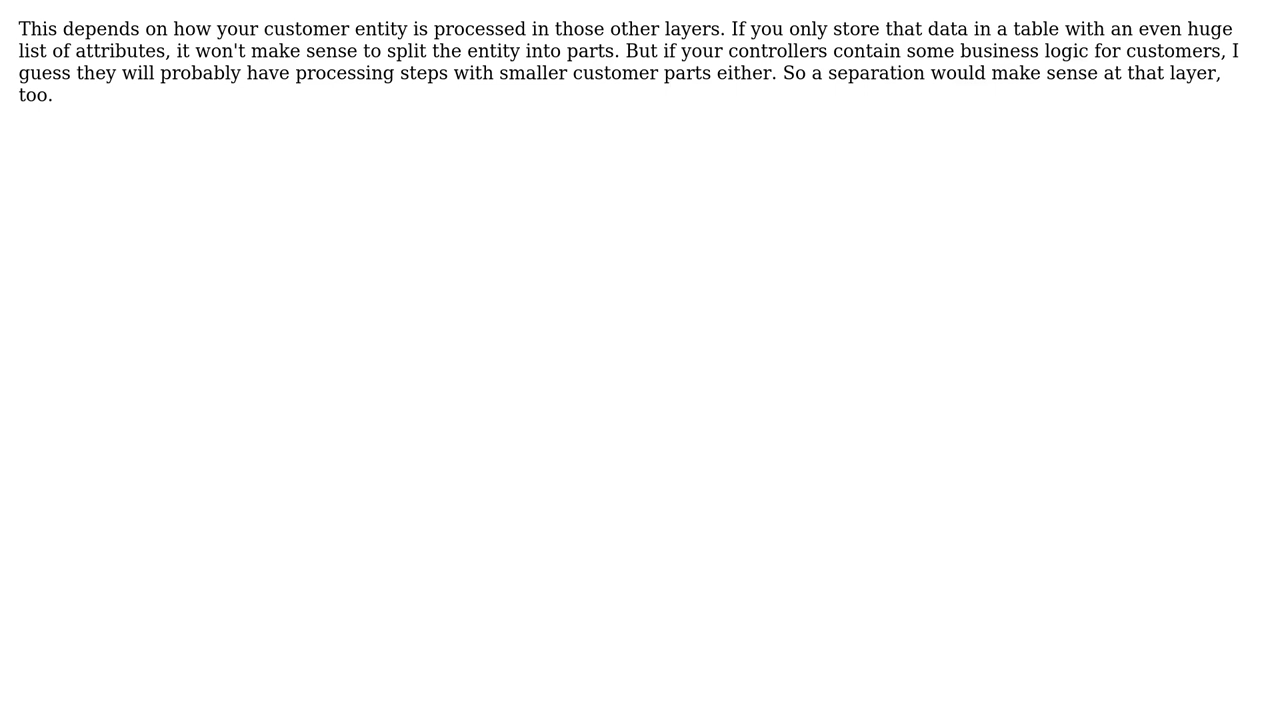 This depends on how your customer entity is processed in those other layers. If you only store that data in a table with an even huge
list of attributes, it won't make sense to split the entity into parts. But if your controllers contain some business logic for customers, I
guess they will probably have processing steps with smaller customer parts either. So a separation would make sense at that layer,
too.